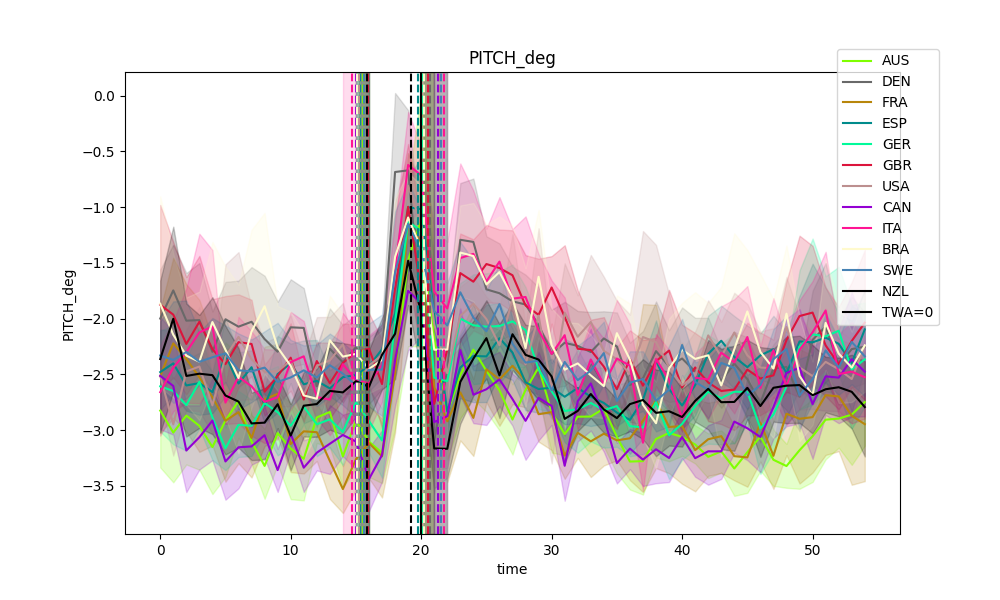 PITCH_deg
0.0
−0.5
−1.0
−1.5
−2.0
−2.5
−3.0
−3.5
PITCH_deg
0 10 20 30 40 50
time
AUS
DEN
FRA
ESP
GER
GBR
USA
CAN
ITA
BRA
SWE
NZL
TWA=0